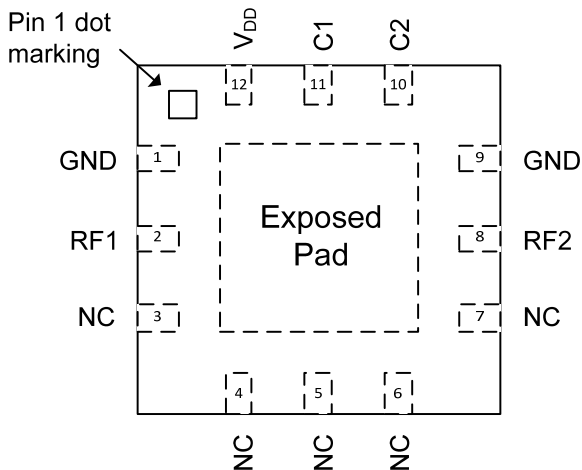 Pin 1 dot
marking
V_DD
C1
C2
12
11
10
GND
1
9
GND
RF1
2
Exposed
Pad
8
RF2
NC
3
7
NC
4
5
6
NC
NC
NC